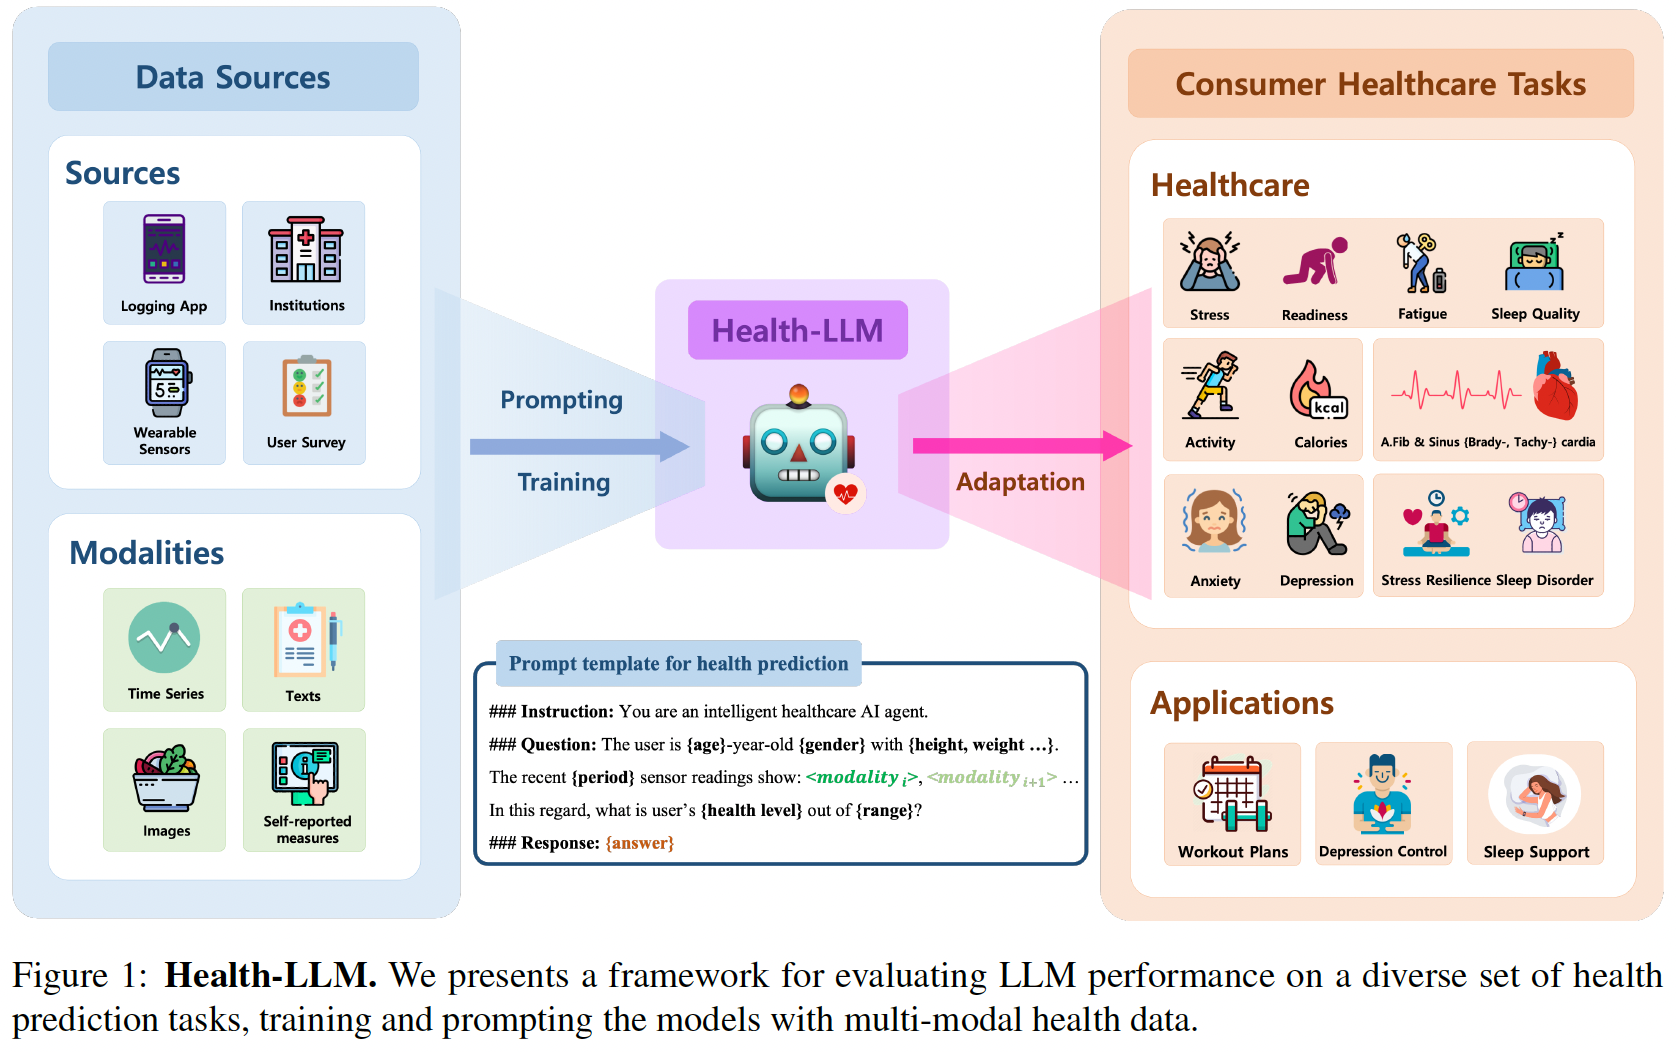 Data Sources
Sources
Logging App
Institutions
5
Wearable
Sensors
User Survey
Modalities
Time Series
Texts
Images
Self-reported
measures
Prompting
Training
Health-LLM
Adaptation
Prompt template for health prediction
### Instruction: You are an intelligent healthcare AI agent.
### Question: The user is {age}-year-old {gender} with {height, weight ...}.
The recent {period} sensor readings show: <modality i>, <modality i+1> ...
In this regard, what is user's {health level} out of {range}?
### Response: {answer}
Consumer Healthcare Tasks
Healthcare
Stress
Readiness
Fatigue
z z
Sleep Quality
Activity
kcal
Calories
A.Fib & Sinus {Brady-, Tachy-} cardia
Anxiety
Depression
Stress Resilience
Sleep Disorder
Applications
Workout Plans
Depression Control
Sleep Support
Figure 1: Health-LLM. We presents a framework for evaluating LLM performance on a diverse set of health
prediction tasks, training and prompting the models with multi-modal health data.